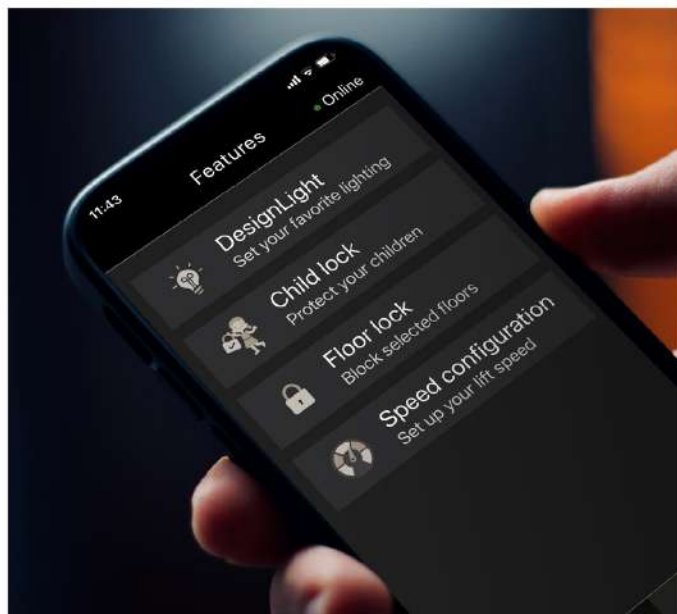 11:43
Features
Online
DesignLight
Set your favorite lighting
Child lock
Protect your children
Floor lock
Block selected floors
Speed configuration
Set up your lift speed